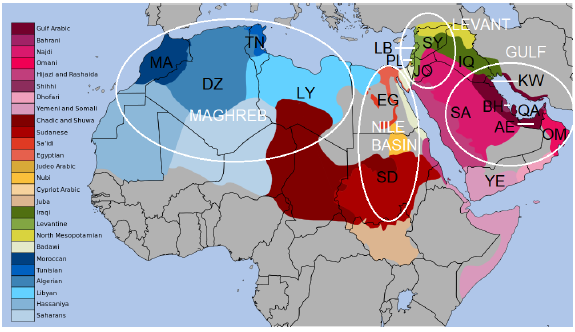 Gulf Arabic
Bahrani
Najdi
Omani
Hijazi and Rashaida
Shihhi
Dhofari
Yemeni and Somali
Chadic and Shuwa
Sudanese
Sa'idi
Egyptian
Judeo Arabic
Nubi
Cypriot Arabic
Juba
Iraqi
Levantine
North Mesopotamian
Badawi
Moroccan
Tunisian
Algerian
Libyan
Hassaniya
Saharans
LEVANT
TN
LB
SY
PL
GULF
MA
JO
IQ
DZ
KW
LY
EG
BH
QA
MAGHREB
SA
NILE
AE
BASIN
OM
SD
YE